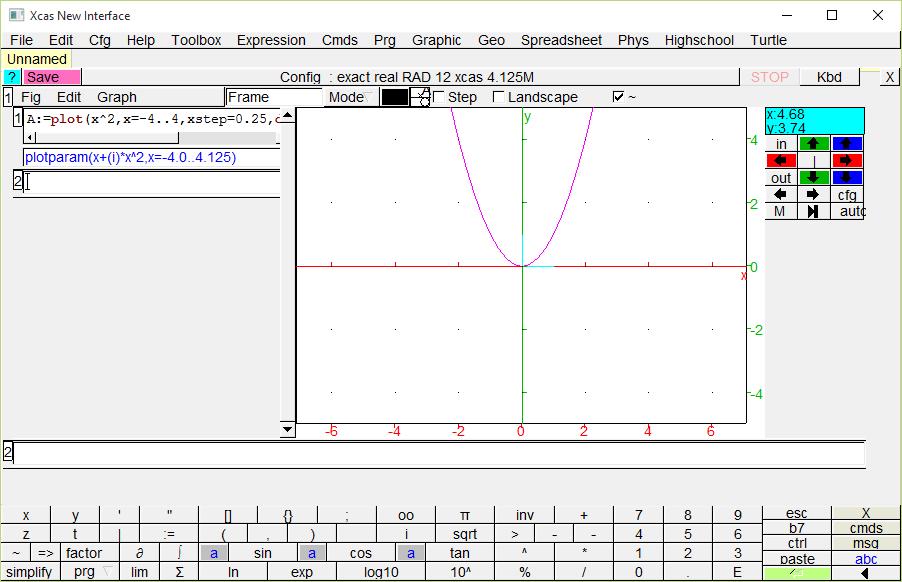 Xcas New Interface
File Edit Cfg Help Toolbox Expression Cmds Prg Graphic Geo Spreadsheet Phys Highschool Turtle
Unnamed
? Save Config : exact real RAD 12 xcas 4.125M STOP Kbd X
1 Fig Edit Graph Frame Mode Step Landscape ~
1 A:=plot(x^2,x=-4..4,xstep=0.25,
plotparam(x+(i)*x^2,x=-4.0..4.125)
2
y
x
4
2
0
-2
-4
-6 -4 -2 0 2 4 6
x:4.68
y:3.74
in
out
cfg
M auto
2
x y ' " [] {} ; oo π inv + 7 8 9 esc X
z t | := ( , ) i sqrt > - - 4 5 6 b7 cmds
~ => factor ∂ ∫ a sin a cos a tan ^ * 1 2 3 ctrl msg
paste abc
simplify prg lim Σ ln exp log10 10^ % / 0 . E